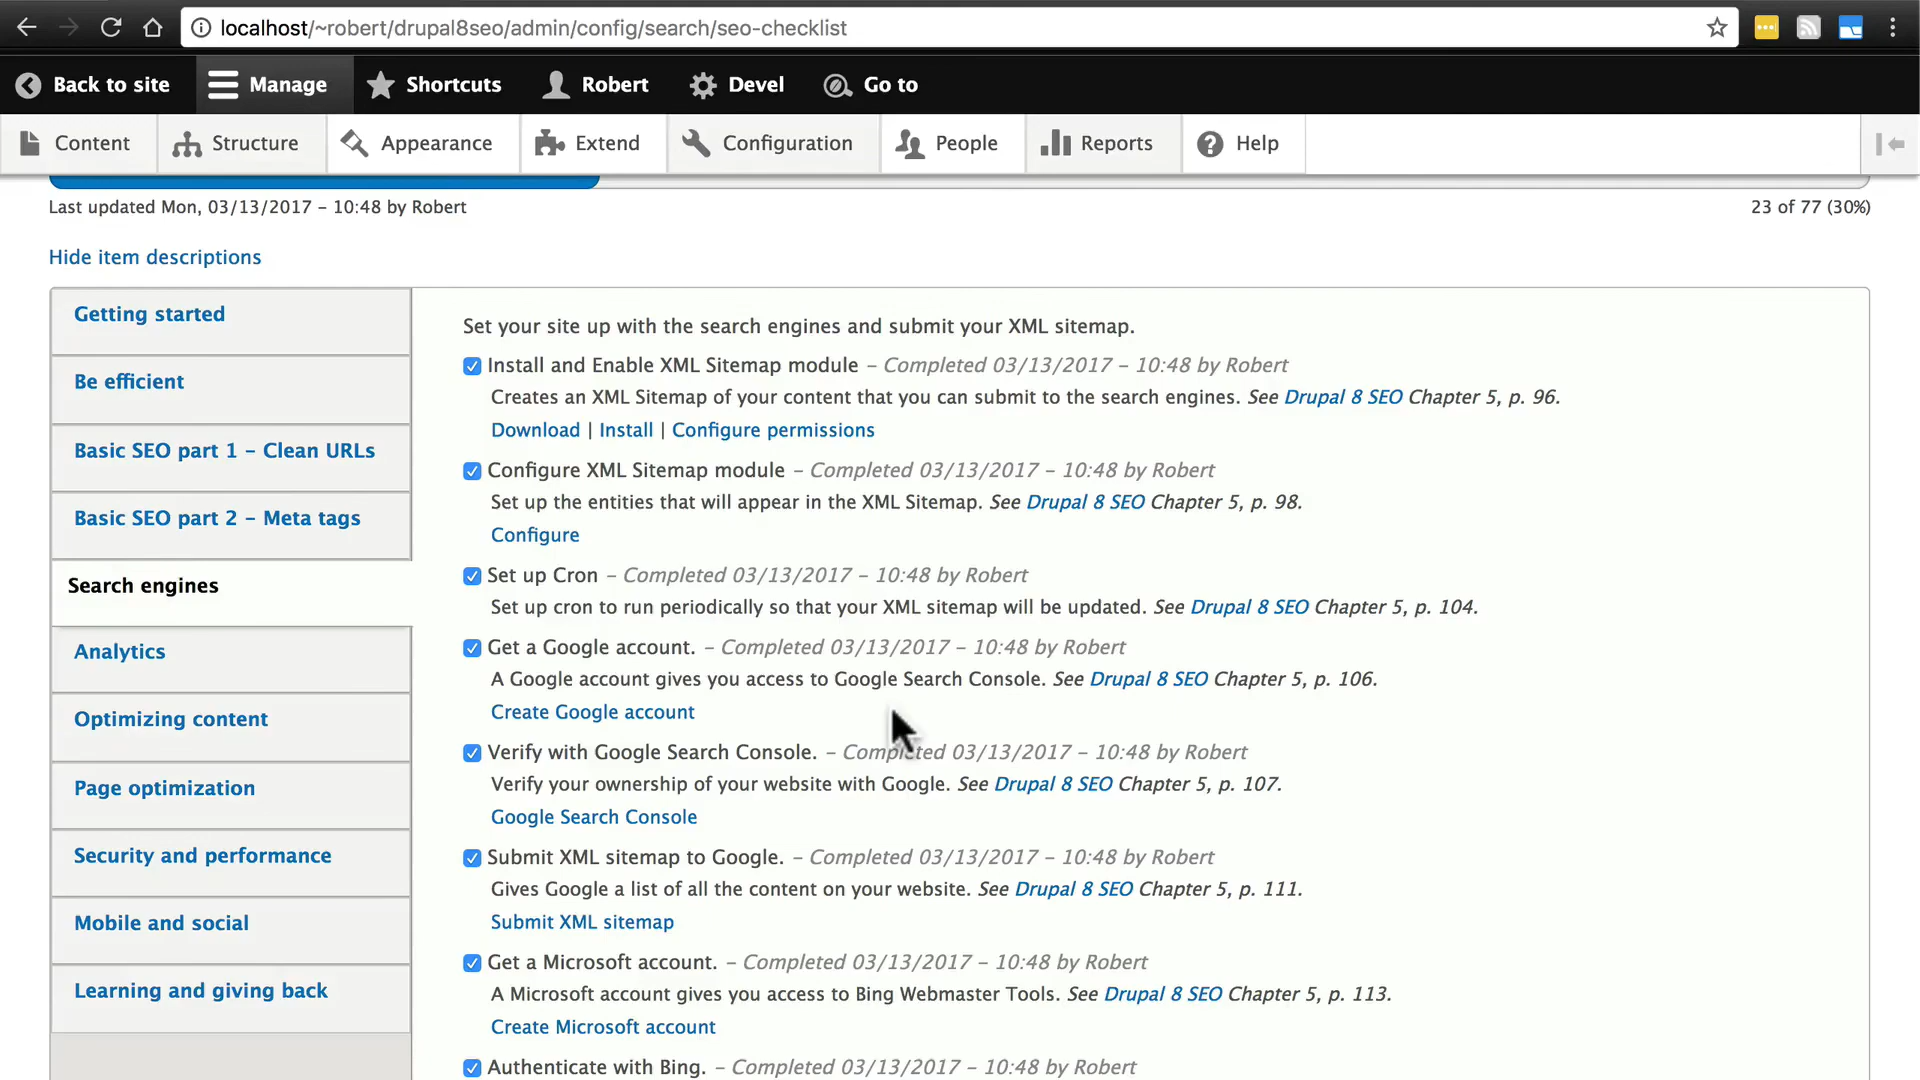 localhost/~robert/drupal8seo/admin/config/search/seo-checklist
Back to site Manage Shortcuts Robert Devel Go to
Content Structure Appearance Extend Configuration People Reports Help
Last updated Mon, 03/13/2017 – 10:48 by Robert 23 of 77 (30%)
Hide item descriptions
Getting started
Be efficient
Basic SEO part 1 – Clean URLs
Basic SEO part 2 – Meta tags
Search engines
Analytics
Optimizing content
Page optimization
Security and performance
Mobile and social
Learning and giving back
Set your site up with the search engines and submit your XML sitemap.
Install and Enable XML Sitemap module – Completed 03/13/2017 – 10:48 by Robert
Creates an XML Sitemap of your content that you can submit to the search engines. See Drupal 8 SEO Chapter 5, p. 96.
Download | Install | Configure permissions
Configure XML Sitemap module – Completed 03/13/2017 – 10:48 by Robert
Set up the entities that will appear in the XML Sitemap. See Drupal 8 SEO Chapter 5, p. 98.
Configure
Set up Cron – Completed 03/13/2017 – 10:48 by Robert
Set up cron to run periodically so that your XML sitemap will be updated. See Drupal 8 SEO Chapter 5, p. 104.
Get a Google account. – Completed 03/13/2017 – 10:48 by Robert
A Google account gives you access to Google Search Console. See Drupal 8 SEO Chapter 5, p. 106.
Create Google account
Verify with Google Search Console. – Completed 03/13/2017 – 10:48 by Robert
Verify your ownership of your website with Google. See Drupal 8 SEO Chapter 5, p. 107.
Google Search Console
Submit XML sitemap to Google. – Completed 03/13/2017 – 10:48 by Robert
Gives Google a list of all the content on your website. See Drupal 8 SEO Chapter 5, p. 111.
Submit XML sitemap
Get a Microsoft account. – Completed 03/13/2017 – 10:48 by Robert
A Microsoft account gives you access to Bing Webmaster Tools. See Drupal 8 SEO Chapter 5, p. 113.
Create Microsoft account
Authenticate with Bing. – Completed 03/13/2017 – 10:48 by Robert